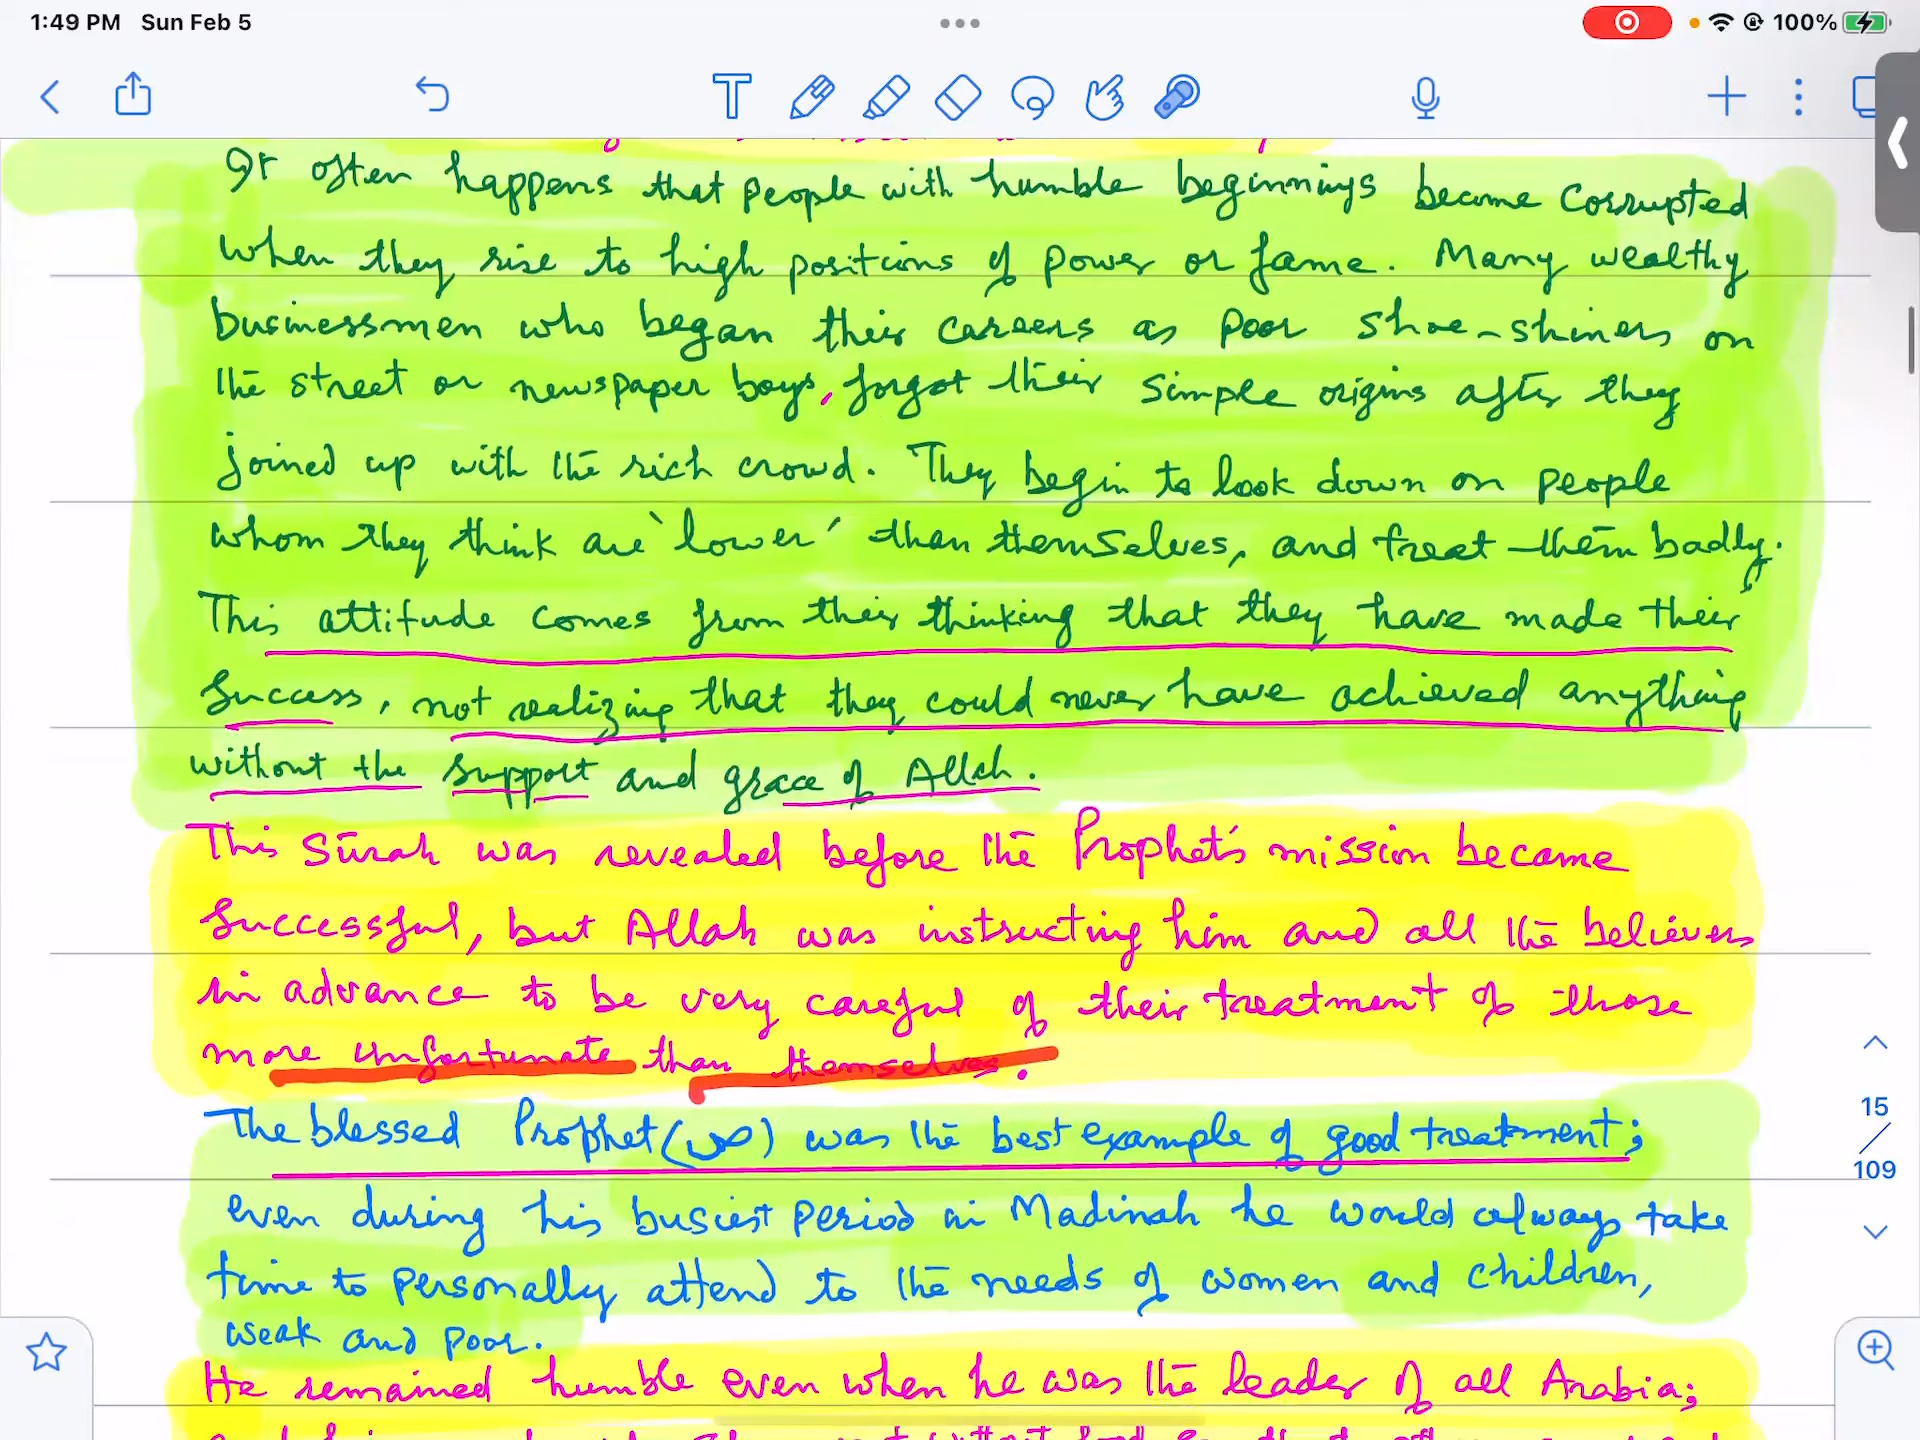 1:49 PM Sun Feb 5
100%
It often happens that people with humble beginnings become corrupted
when they rise to high positions of power or fame. Many wealthy
businessmen who began their careers as poor shoe-shiners on
the street or newspaper boys, forgot their simple origins after they
joined up with the rich crowd. They begin to look down on people
whom they think are 'lower' than themselves, and treat them badly.
This attitude comes from their thinking that they have made their
success, not realizing that they could never have achieved anything
without the support and grace of Allah.
This Sūrah was revealed before the Prophet's mission became
successful, but Allah was instructing him and all the believers
in advance to be very careful of their treatment of those
more unfortunate than themselves.
The blessed Prophet ( ) was the best example of good treatment;
even during his busiest period in Madinah he would always take
time to personally attend to the needs of women and children,
weak and poor.
He remained humble even when he was the leader of all Arabia;
15
/
109